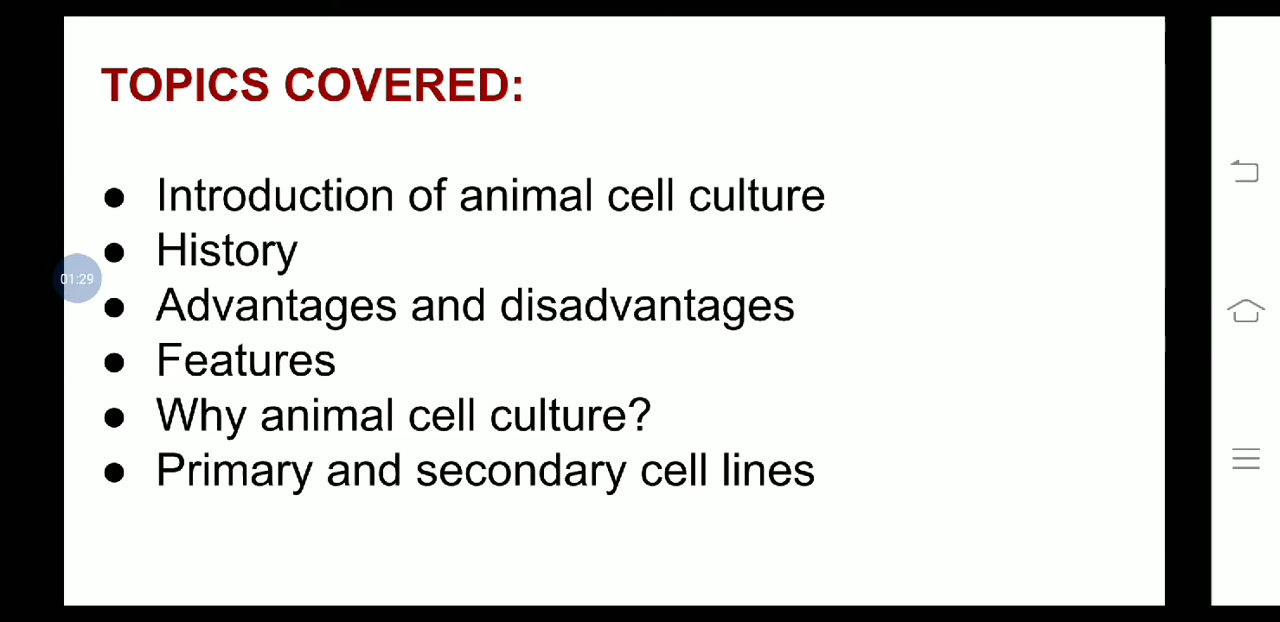 TOPICS COVERED:
● Introduction of animal cell culture
● History
01:29
● Advantages and disadvantages
● Features
● Why animal cell culture?
● Primary and secondary cell lines